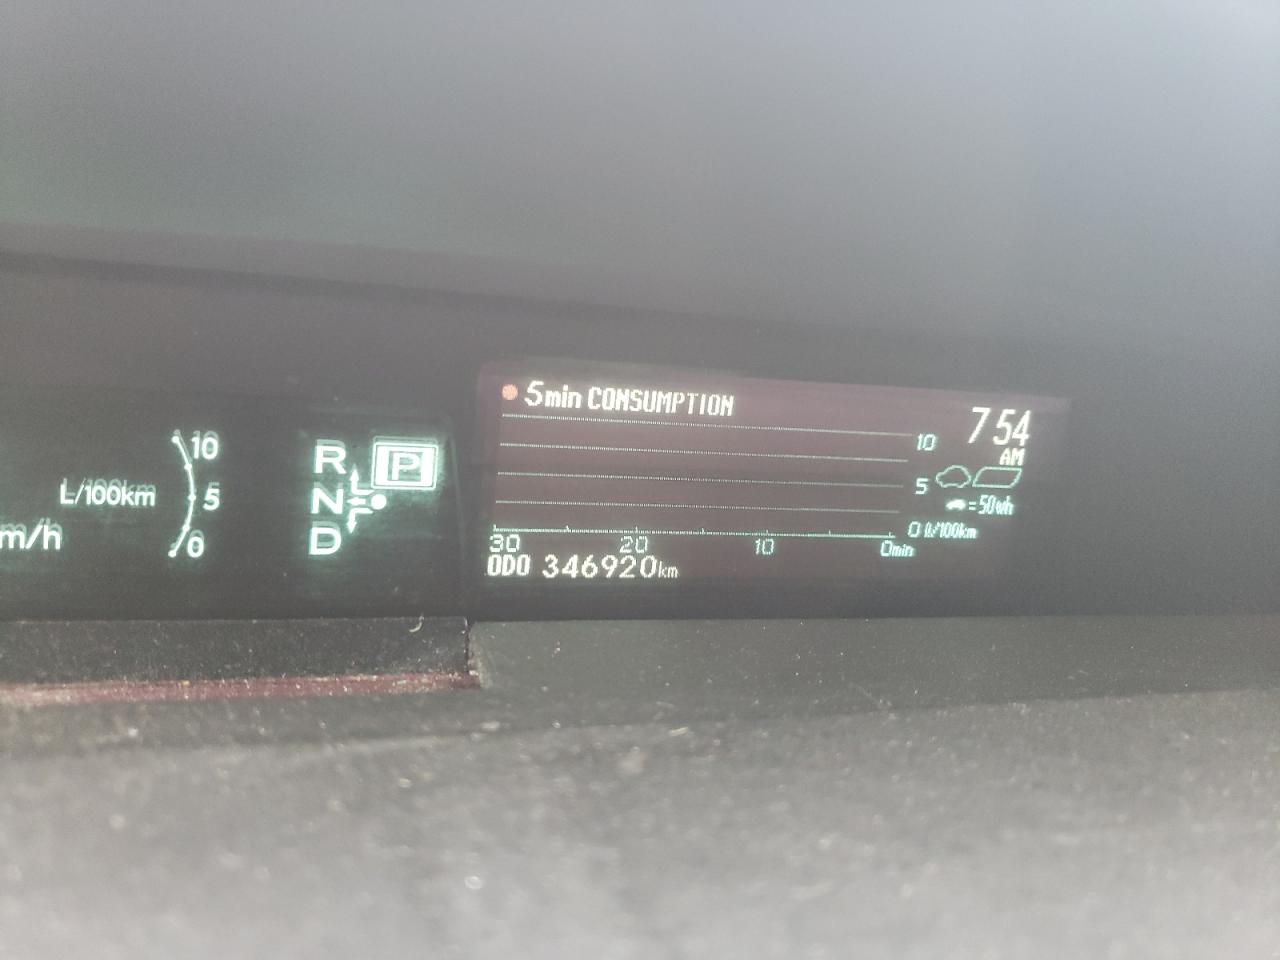 10
L/100km
5
m/h
0
R
P
N
D
5min CONSUMPTION
7 54
AM
10
5
=50wh
0 L/100km
30 20 10 0min
ODO 346920km